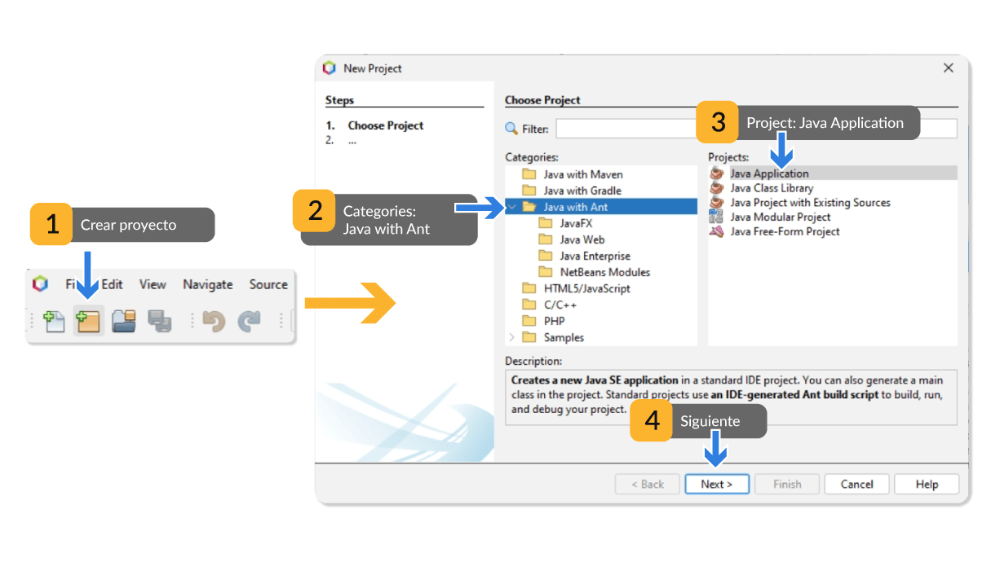 1 Crear proyecto
Edit View Navigate Source
New Project
Steps
1. Choose Project
2. ...
2 Categories:
Java with Ant
Choose Project
Filter:
3 Project: Java Application
Categories:
Java with Maven
Java with Gradle
Java with Ant
JavaFX
Java Web
Java Enterprise
NetBeans Modules
HTML5/JavaScript
C/C++
PHP
Samples
Projects:
Java Application
Java Class Library
Java Project with Existing Sources
Java Modular Project
Java Free-Form Project
Description:
Creates a new Java SE application in a standard IDE project. You can also generate a main
class in the project. Standard projects use an IDE-generated Ant build script to build, run,
and debug your project.
4 Siguiente
< Back Next > Finish Cancel Help